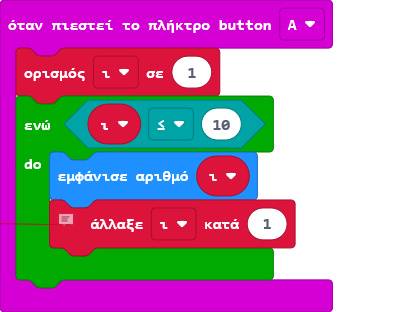 όταν πιεστεί το πλήκτρο button A
ορισμός ι σε 1
ενώ ι ≤ 10
do
εμφάνισε αριθμό ι
άλλαξε ι κατά 1